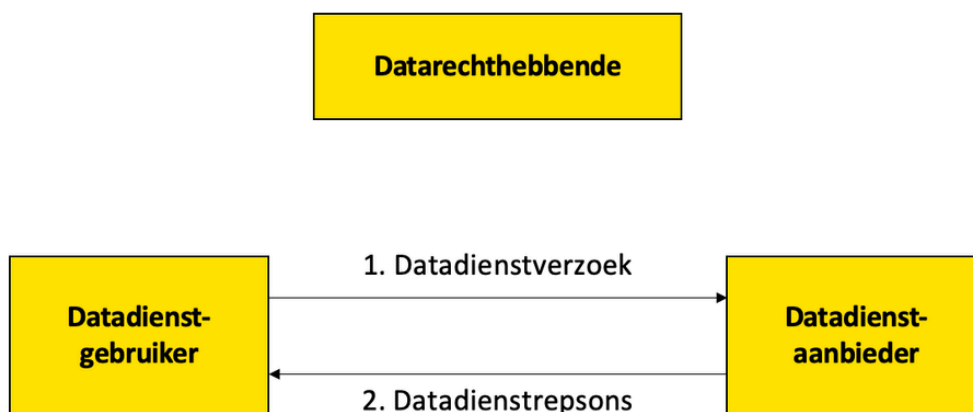 Datarechthebbende
1. Datadienstverzoek
Datadienst-
gebruiker
Datadienst-
aanbieder
2. Datadienstrepsons